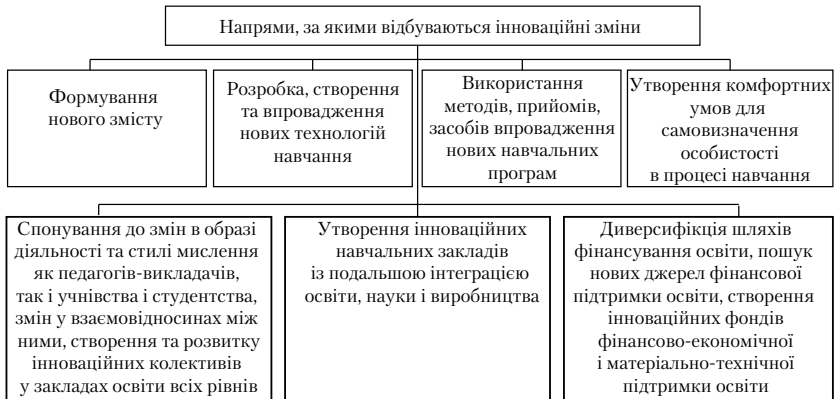 Напрями, за якими відбуваються інноваційні зміни
Формування
нового змісту
Розробка, створення
та впровадження
нових технологій
навчання
Використання
методів, прийомів,
засобів впровадження
нових навчальних
програм
Утворення комфортних
умов для
самовизначення
особистості
в процесі навчання
Спонування до змін в образі
діяльності та стилі мислення
як педагогів-викладачів,
так і учнівства і студентства,
змін у взаємовідносинах між
ними, створення та розвитку
інноваційних колективів
у закладах освіти всіх рівнів
Утворення інноваційних
навчальних закладів
із подальшою інтеграцією
освіти, науки і виробництва
Диверсифікція шляхів
фінансування освіти, пошук
нових джерел фінансової
підтримки освіти, створення
інноваційних фондів
фінансово-економічної
і матеріально-технічної
підтримки освіти